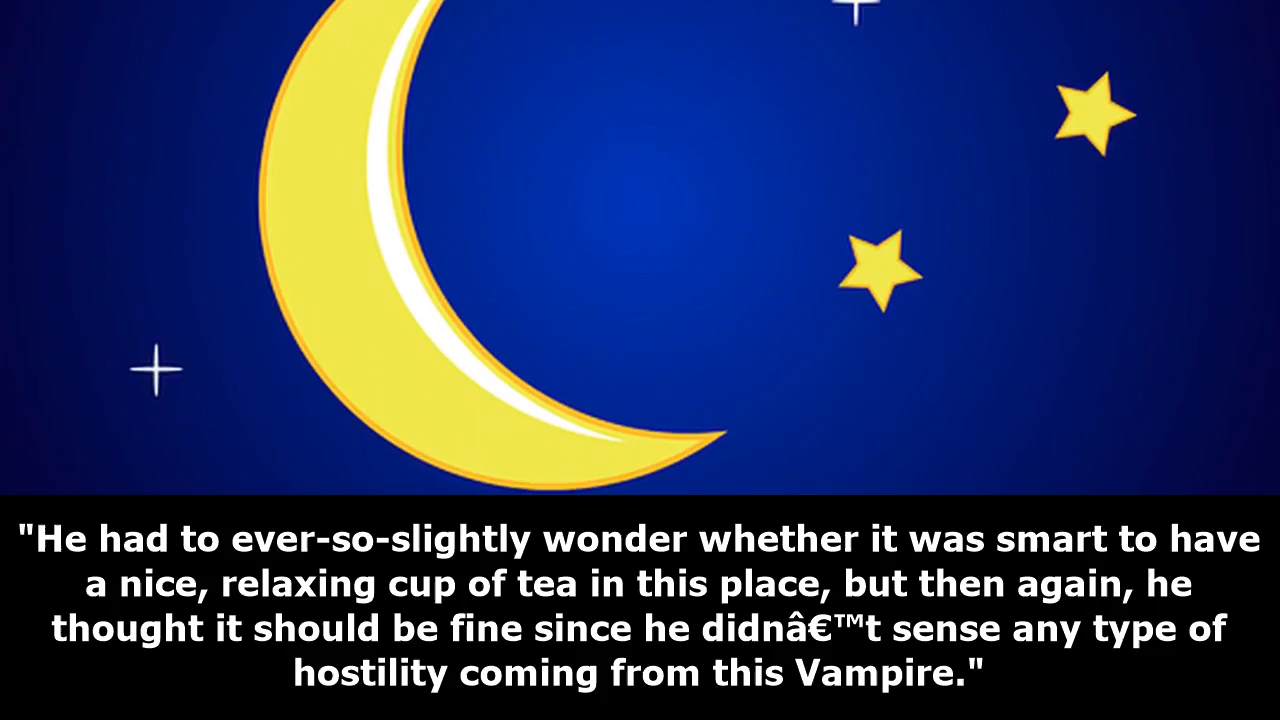 "He had to ever-so-slightly wonder whether it was smart to have
a nice, relaxing cup of tea in this place, but then again, he
thought it should be fine since he didnâ€™t sense any type of
hostility coming from this Vampire."